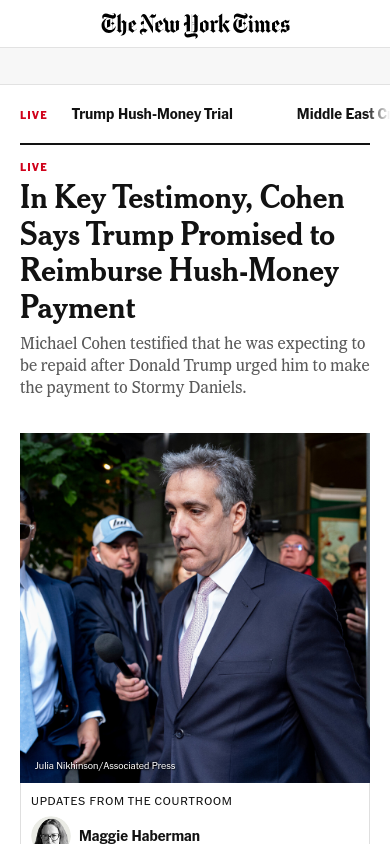 The New York Times
LIVE Trump Hush-Money Trial Middle East C
LIVE
In Key Testimony, Cohen
Says Trump Promised to
Reimburse Hush-Money
Payment
Michael Cohen testified that he was expecting to
be repaid after Donald Trump urged him to make
the payment to Stormy Daniels.
Julia Nikhinson/Associated Press
UPDATES FROM THE COURTROOM
Maggie Haberman